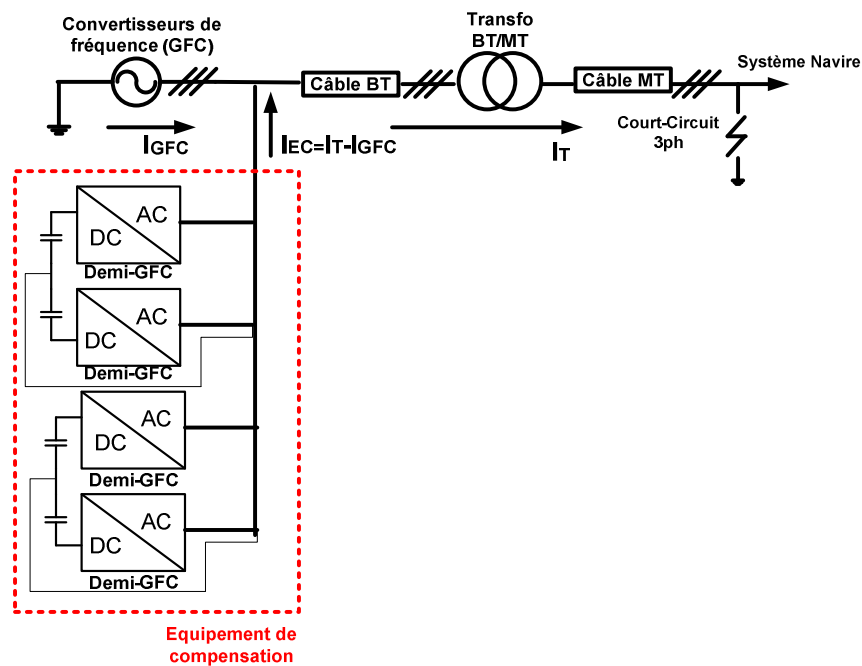 Convertisseurs de
fréquence (GFC)
Transfo
BT/MT
Câble BT
Câble MT
Système Navire
IGFC
IEC=IT-IGFC
IT
Court-Circuit
3ph
AC
DC
Demi-GFC
AC
DC
Demi-GFC
AC
DC
Demi-GFC
AC
DC
Demi-GFC
Equipement de
compensation